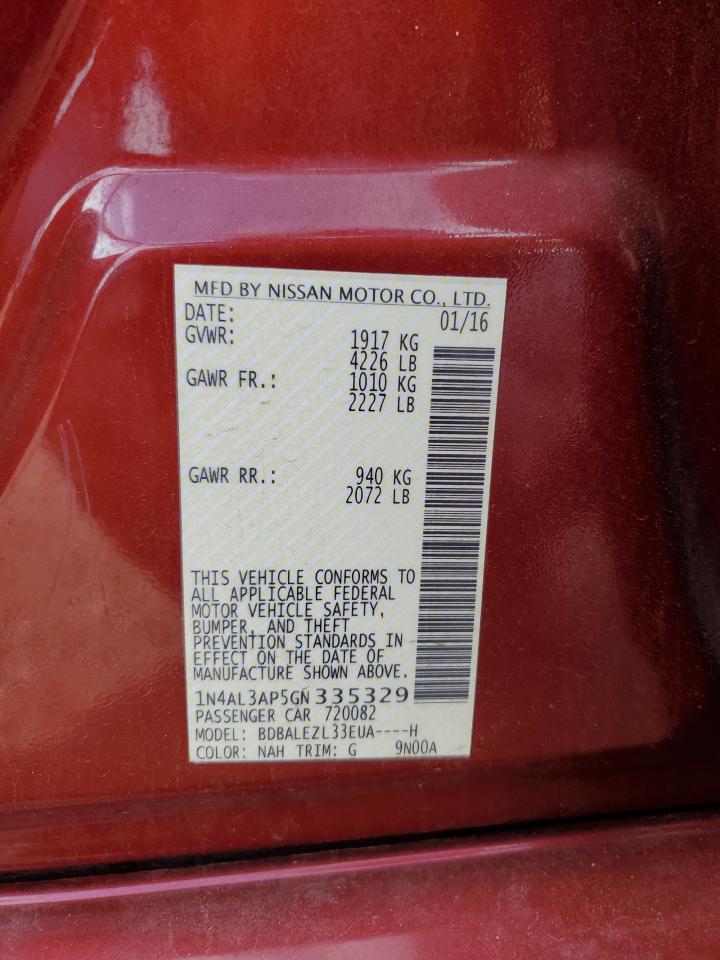 MFD BY NISSAN MOTOR CO., LTD.
DATE: 01/16
GVWR: 1917 KG
4226 LB
GAWR FR.: 1010 KG
2227 LB
GAWR RR.: 940 KG
2072 LB
THIS VEHICLE CONFORMS TO
ALL APPLICABLE FEDERAL
MOTOR VEHICLE SAFETY,
BUMPER, AND THEFT
PREVENTION STANDARDS IN
EFFECT ON THE DATE OF
MANUFACTURE SHOWN ABOVE.
1N4AL3AP5GN335329
PASSENGER CAR 720082
MODEL: BDBALEZL33EUA----H
COLOR: NAH TRIM: G 9N00A